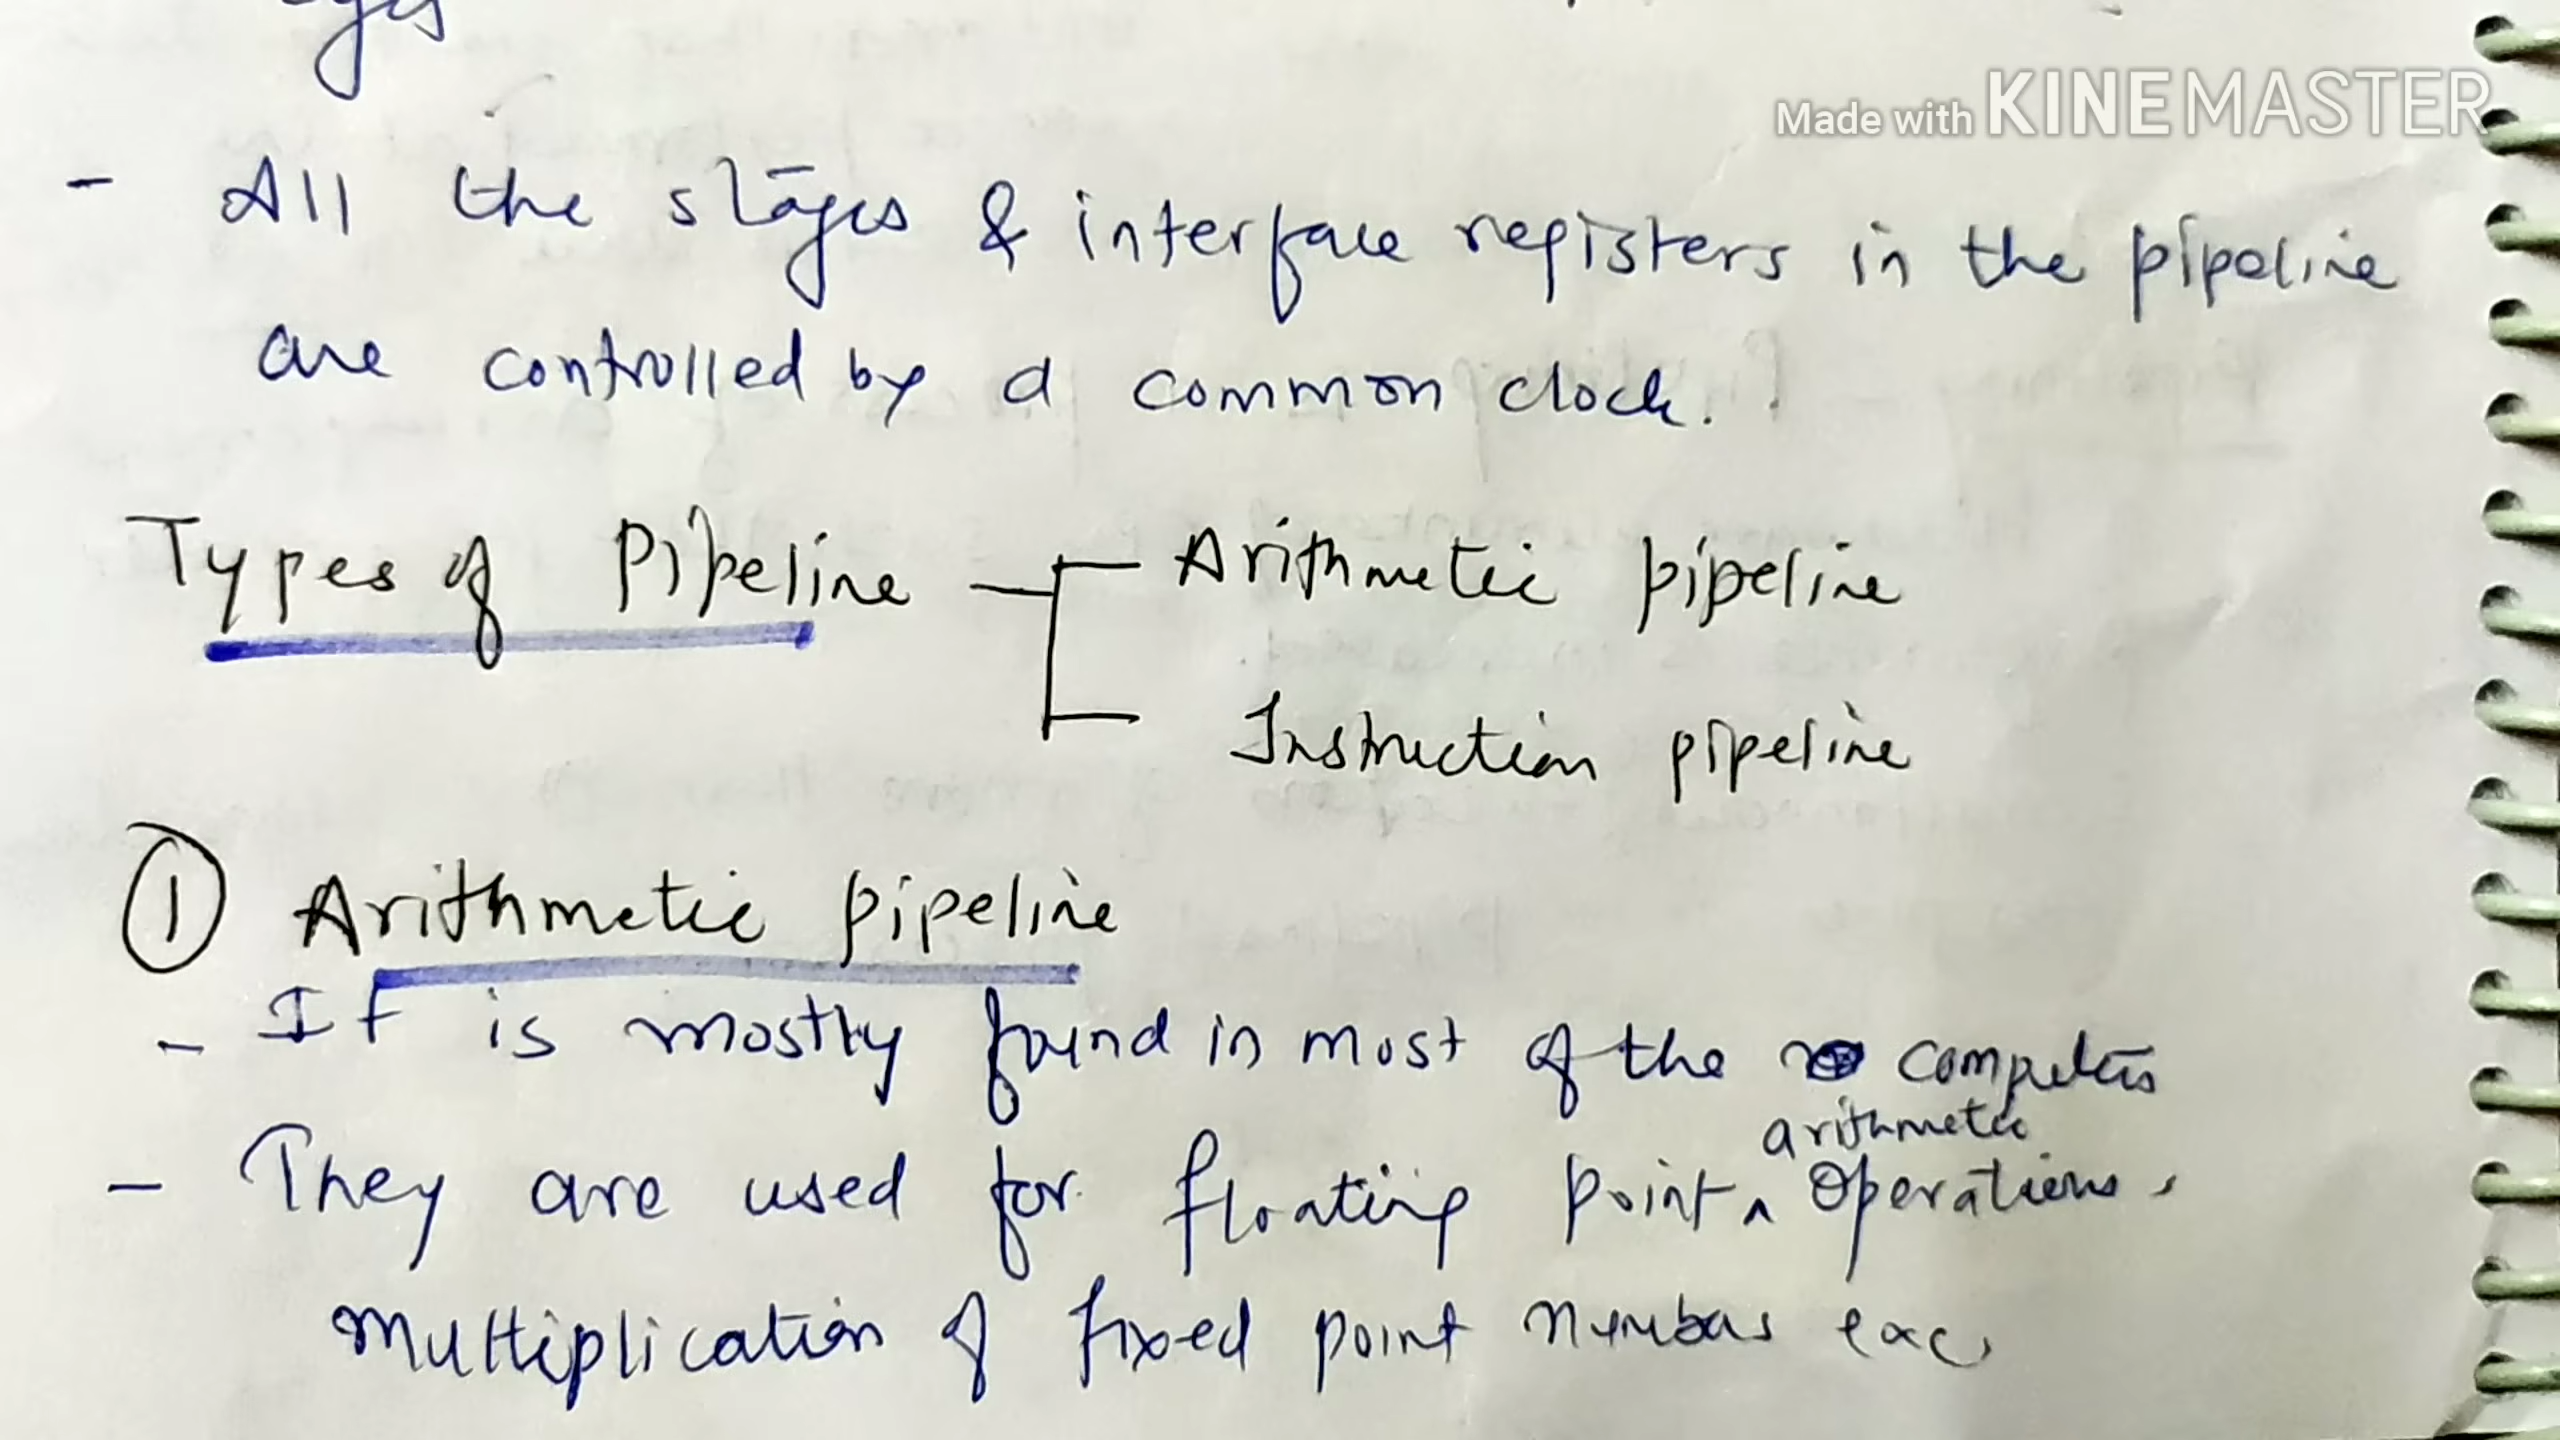 Made with KINEMASTER
- All the stages & interface registers in the pipeline
are controlled by a common clock.
Types of Pipeline
Arithmetic pipeline
Instruction pipeline
① Arithmetic pipeline
- It is mostly found in most of the computers
- They are used for floating point ^ arithmetic operations,
multiplication of fixed point numbers